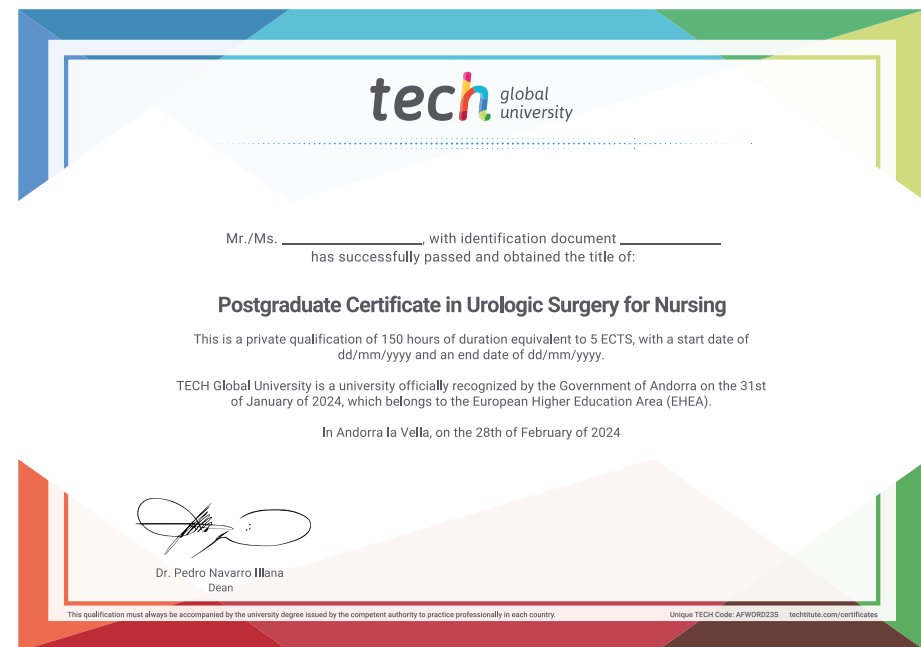 tech global
university
Mr./Ms. ____________________, with identification document ______________
has successfully passed and obtained the title of:
Postgraduate Certificate in Urologic Surgery for Nursing
This is a private qualification of 150 hours of duration equivalent to 5 ECTS, with a start date of
dd/mm/yyyy and an end date of dd/mm/yyyy.
TECH Global University is a university officially recognized by the Government of Andorra on the 31st
of January of 2024, which belongs to the European Higher Education Area (EHEA).
In Andorra la Vella, on the 28th of February of 2024
Dr. Pedro Navarro Illana
Dean
This qualification must always be accompanied by the university degree issued by the competent authority to practice professionally in each country. Unique TECH Code: AFWORD23S techtitute.com/certificates